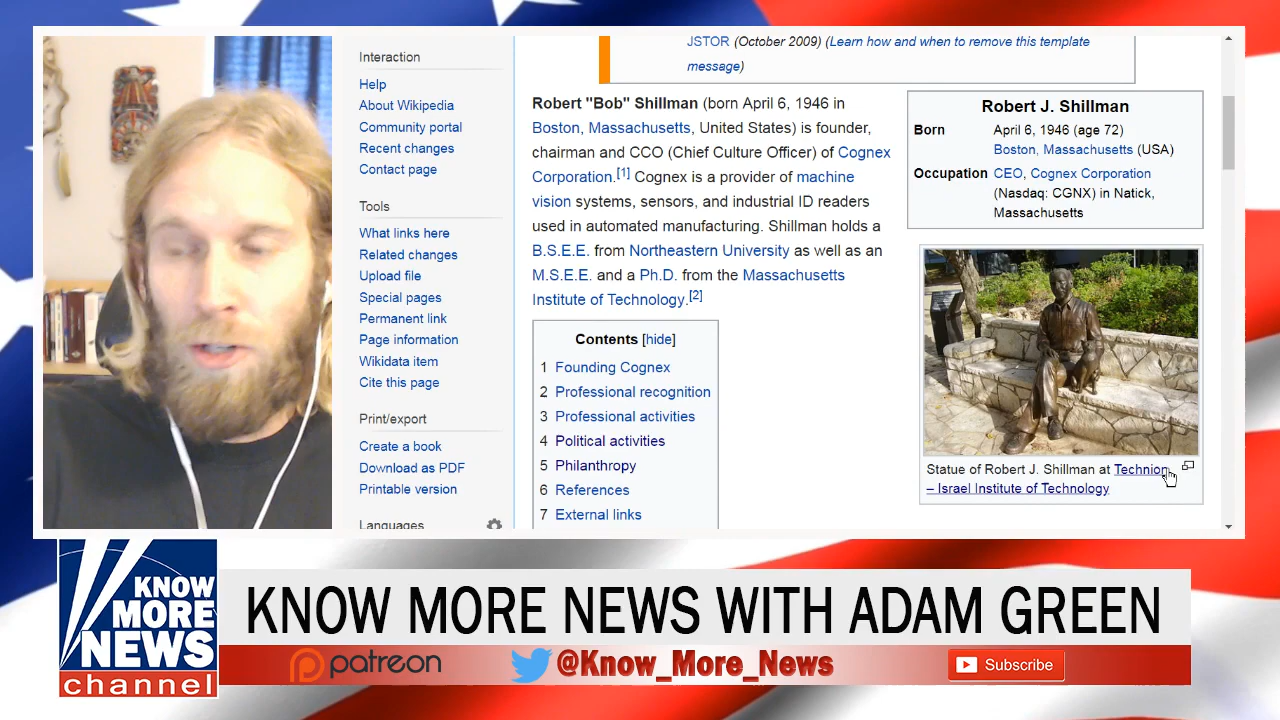 Interaction
Help
About Wikipedia
Community portal
Recent changes
Contact page
Tools
What links here
Related changes
Upload file
Special pages
Permanent link
Page information
Wikidata item
Cite this page
Print/export
Create a book
Download as PDF
Printable version
Languages
JSTOR (October 2009) (Learn how and when to remove this template
message)
Robert "Bob" Shillman (born April 6, 1946 in
Boston, Massachusetts, United States) is founder,
chairman and CCO (Chief Culture Officer) of Cognex
Corporation.[1] Cognex is a provider of machine
vision systems, sensors, and industrial ID readers
used in automated manufacturing. Shillman holds a
B.S.E.E. from Northeastern University as well as an
M.S.E.E. and a Ph.D. from the Massachusetts
Institute of Technology.[2]
Contents [hide]
1 Founding Cognex
2 Professional recognition
3 Professional activities
4 Political activities
5 Philanthropy
6 References
7 External links
Robert J. Shillman
Born April 6, 1946 (age 72)
Boston, Massachusetts (USA)
Occupation CEO, Cognex Corporation
(Nasdaq: CGNX) in Natick,
Massachusetts
Statue of Robert J. Shillman at Technion
– Israel Institute of Technology
KNOW
MORE
NEWS
channel
KNOW MORE NEWS WITH ADAM GREEN
patreon @Know_More_News Subscribe